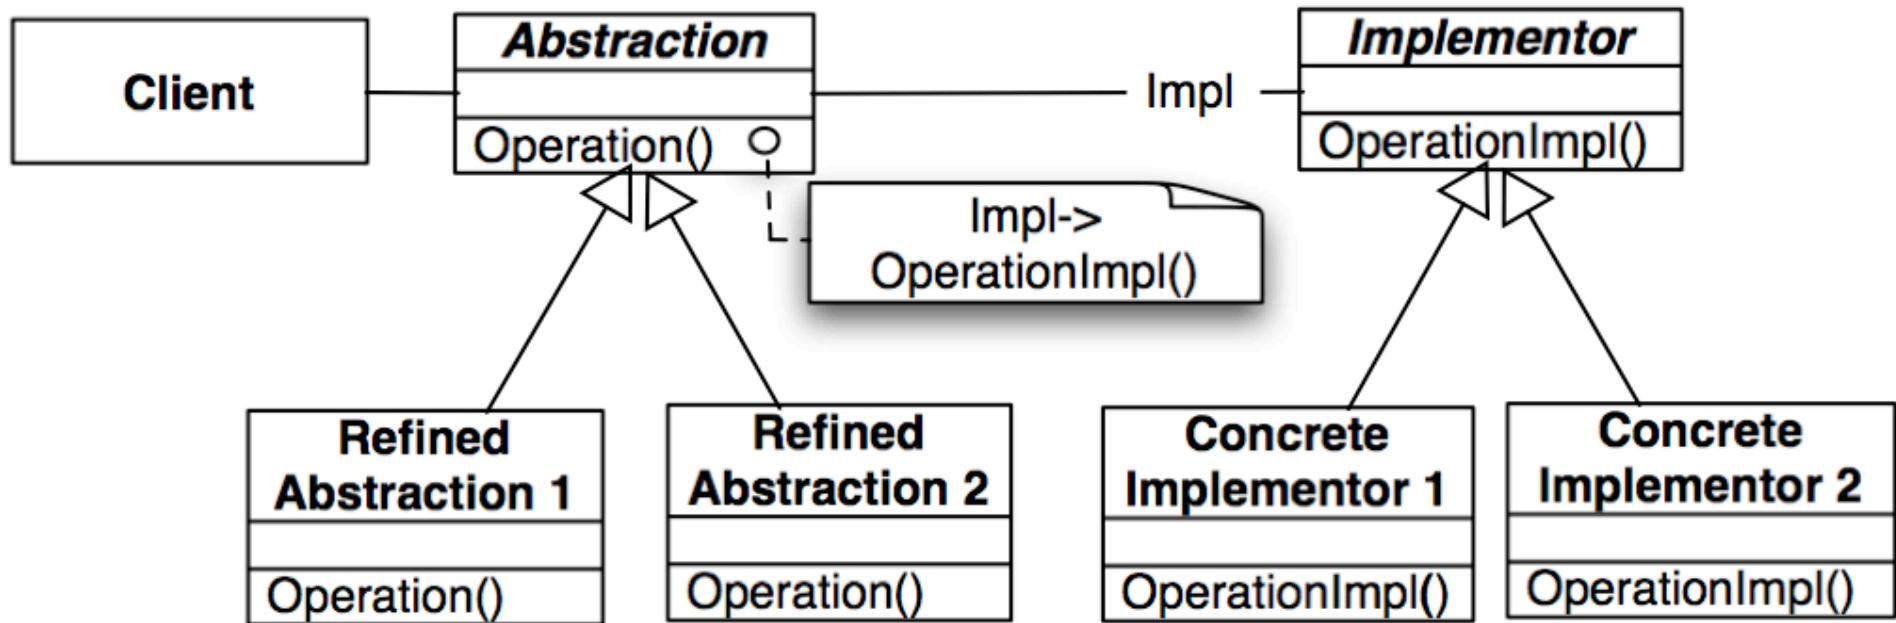 Client
Abstraction
Operation()
Impl
Implementor
OperationImpl()
Impl->
OperationImpl()
Refined
Abstraction 1
Operation()
Refined
Abstraction 2
Operation()
Concrete
Implementor 1
OperationImpl()
Concrete
Implementor 2
OperationImpl()